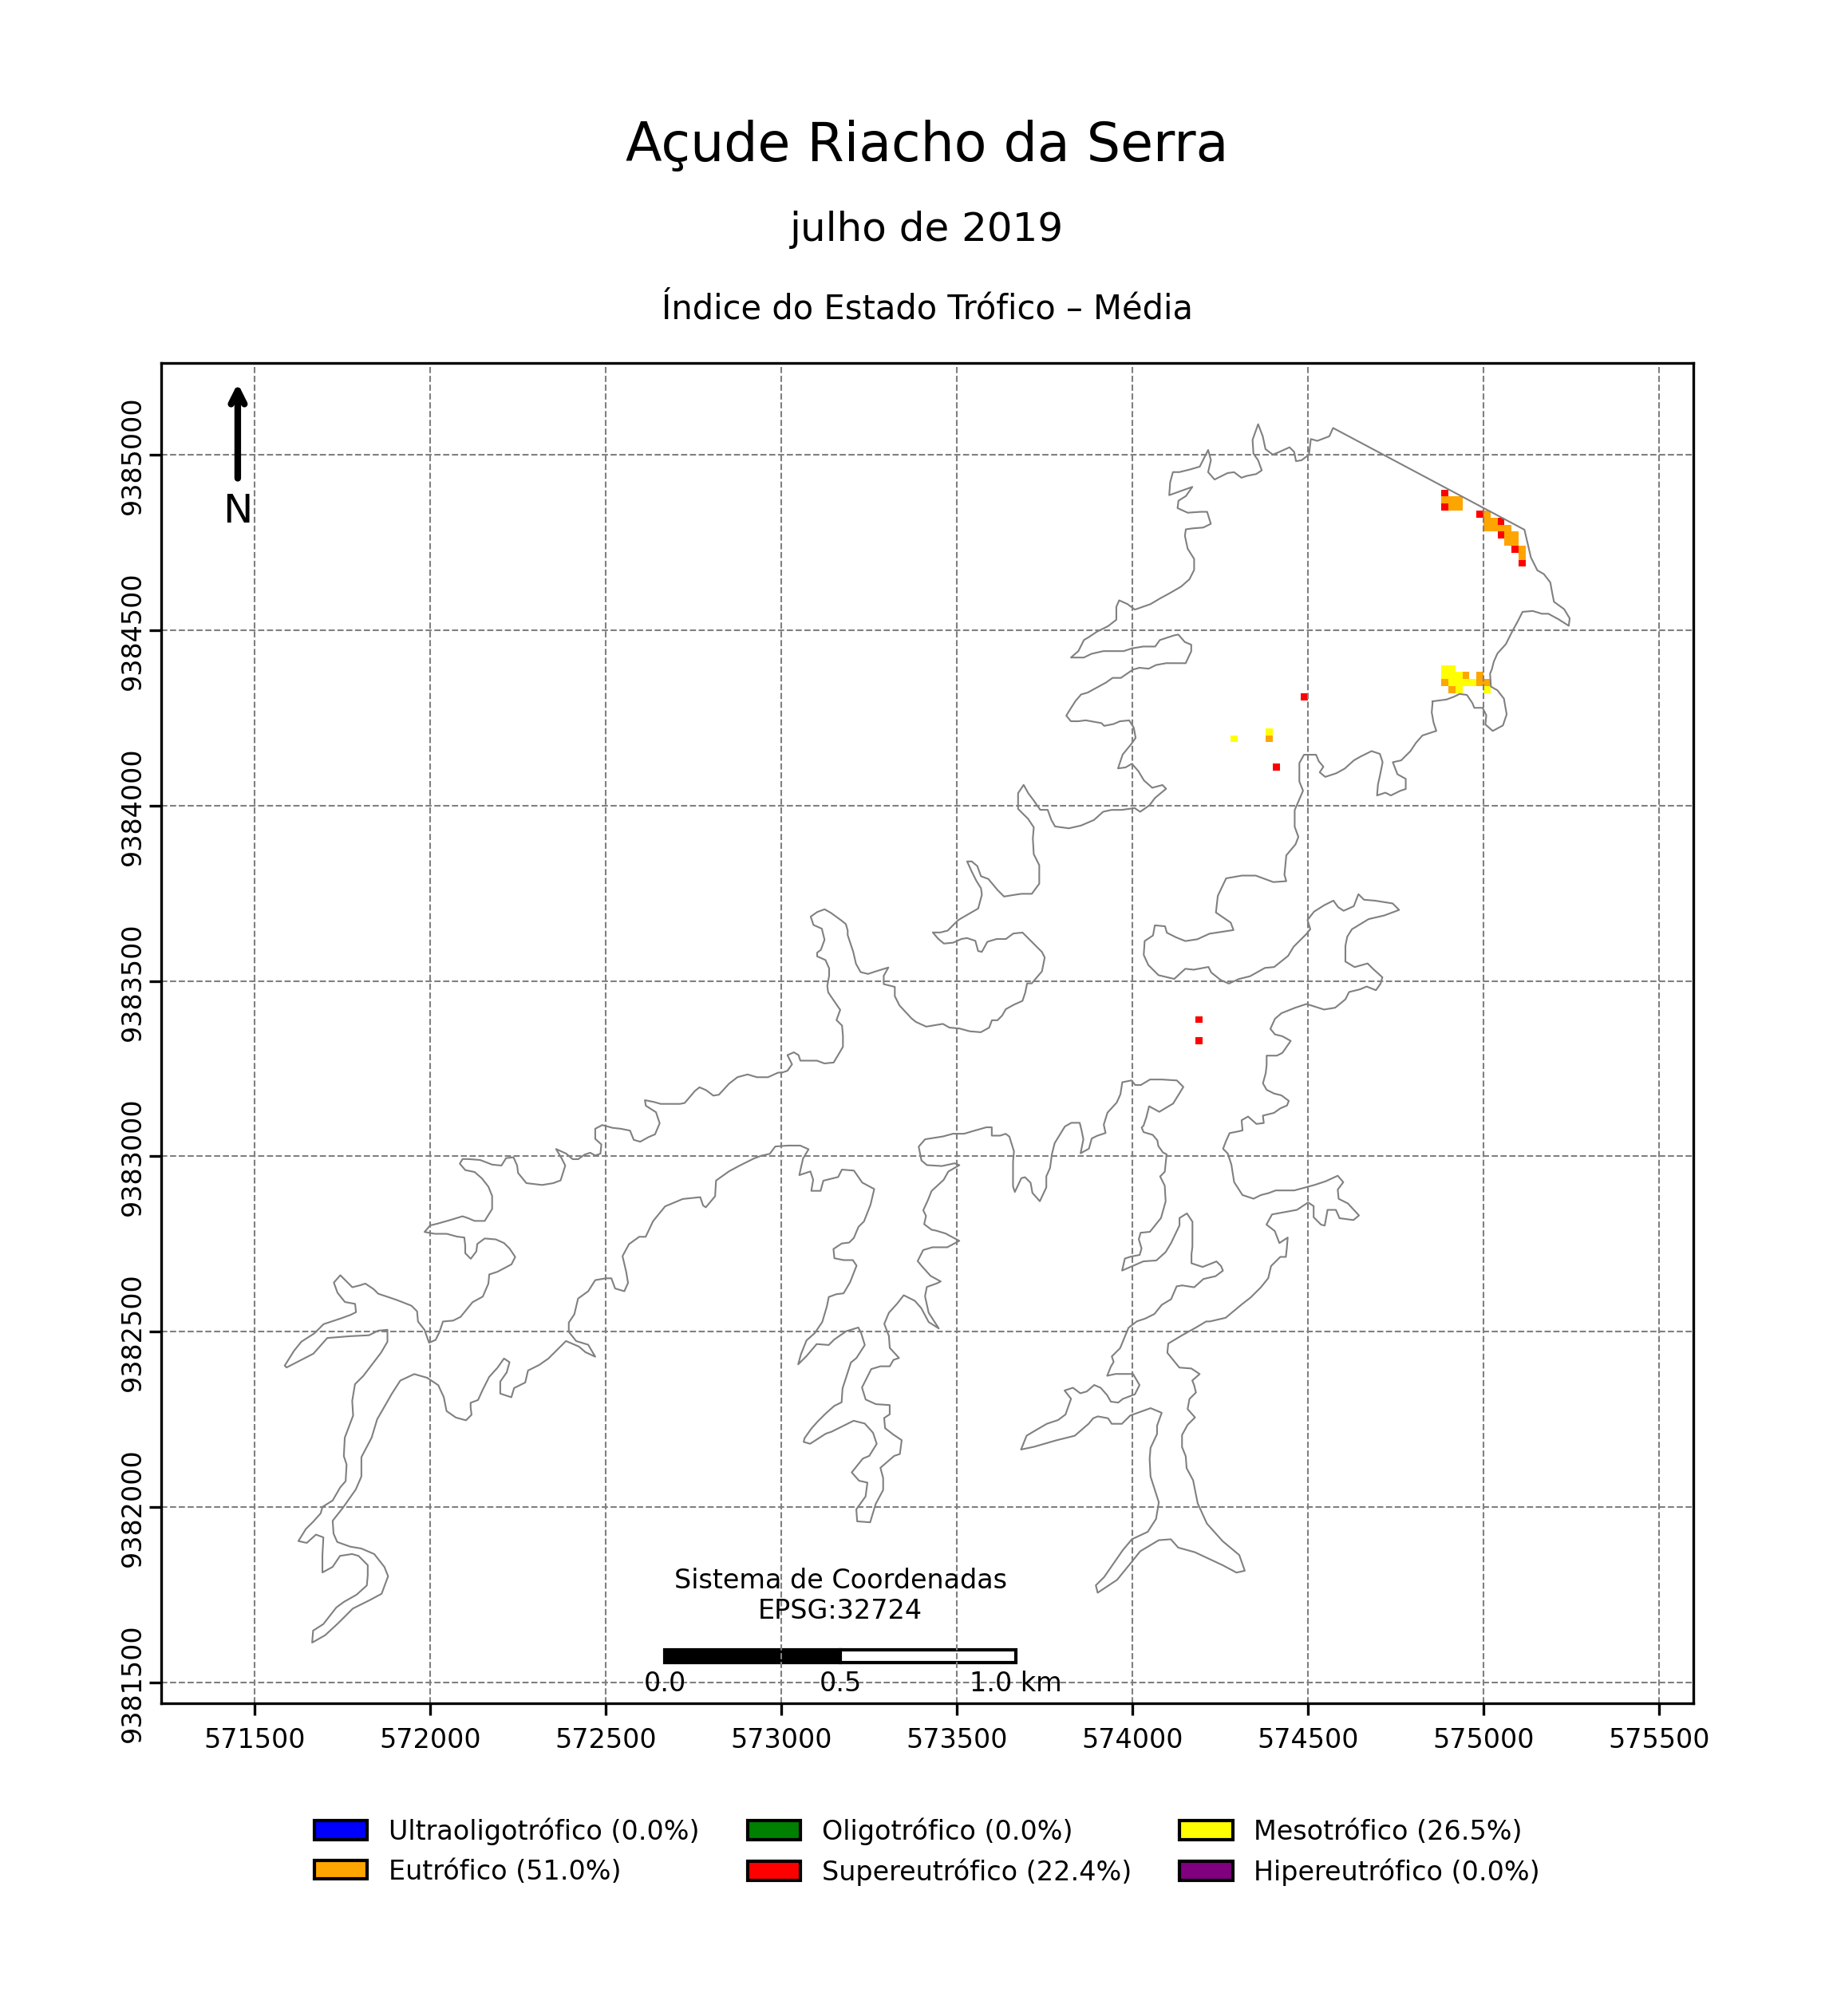 Açude Riacho da Serra
julho de 2019
Índice do Estado Trófico – Média
N
9385000
9384500
9384000
9383500
9383000
9382500
9382000
9381500
Sistema de Coordenadas
EPSG:32724
0.0 0.5 1.0 km
571500 572000 572500 573000 573500 574000 574500 575000 575500
Ultraoligotrófico (0.0%) Oligotrófico (0.0%) Mesotrófico (26.5%)
Eutrófico (51.0%) Supereutrófico (22.4%) Hipereutrófico (0.0%)